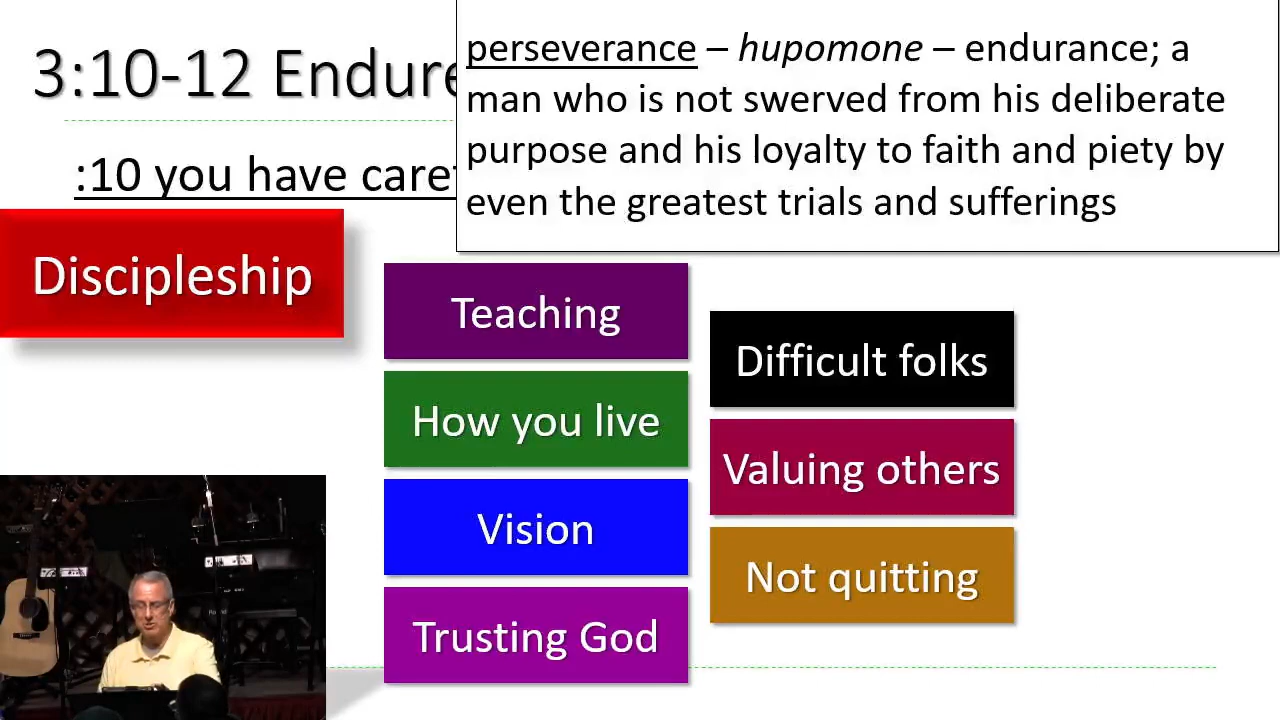 3:10-12 Endure
perseverance – hupomone – endurance; a
man who is not swerved from his deliberate
purpose and his loyalty to faith and piety by
even the greatest trials and sufferings
:10 you have caref
Discipleship
Teaching
How you live
Vision
Trusting God
Difficult folks
Valuing others
Not quitting